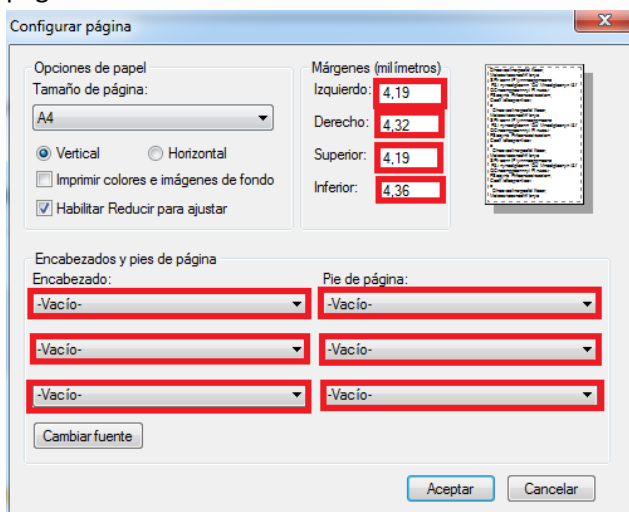 Configurar página
Opciones de papel
Tamaño de página:
A4
Vertical Horizontal
Imprimir colores e imágenes de fondo
Habilitar Reducir para ajustar
Márgenes (milímetros)
Izquierdo: 4,19
Derecho: 4,32
Superior: 4,19
Inferior: 4,36
Encabezados y pies de página
Encabezado: Pie de página:
-Vacío- -Vacío-
-Vacío- -Vacío-
-Vacío- -Vacío-
Cambiar fuente
Aceptar Cancelar